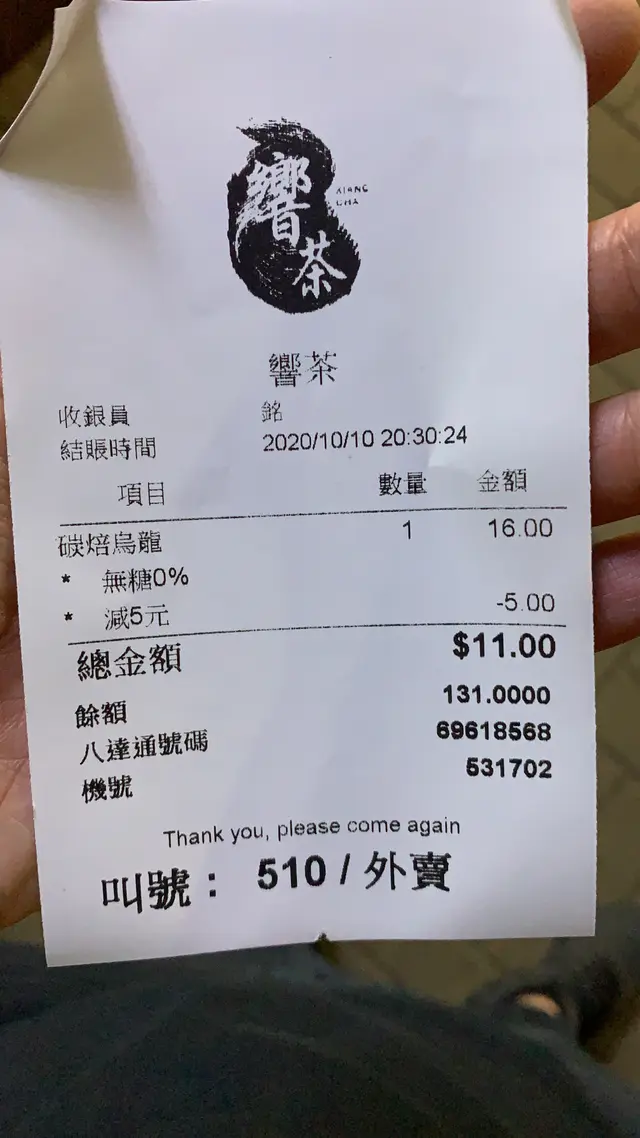 響茶
XIANG
CHA
響茶
收銀員 銘
結賬時間 2020/10/10 20:30:24
項目 數量 金額
碳焙烏龍 1 16.00
* 無糖0%
* 減5元 -5.00
總金額 $11.00
餘額 131.0000
八達通號碼 69618568
機號 531702
Thank you, please come again
叫號： 510 / 外賣